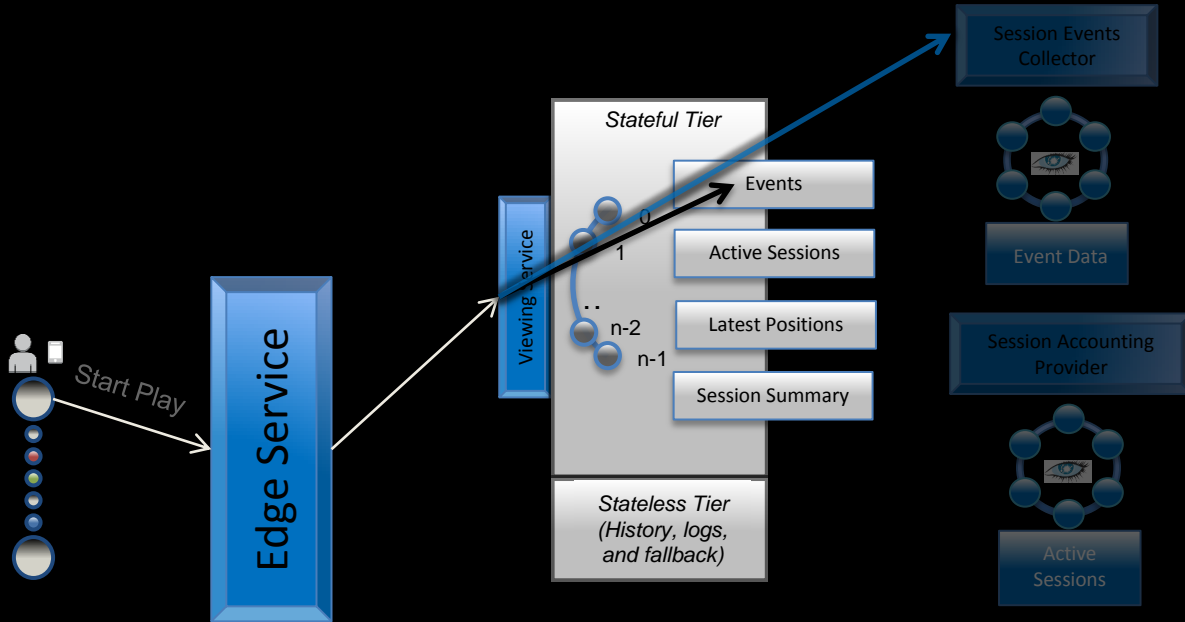 Session Events
Collector
Stateful Tier
Events
0
1
Active Sessions
Event Data
Viewing Service
..
n-2
Latest Positions
n-1
Session Accounting
Provider
Start Play
Session Summary
Edge Service
Stateless Tier
(History, logs,
and fallback)
Active
Sessions